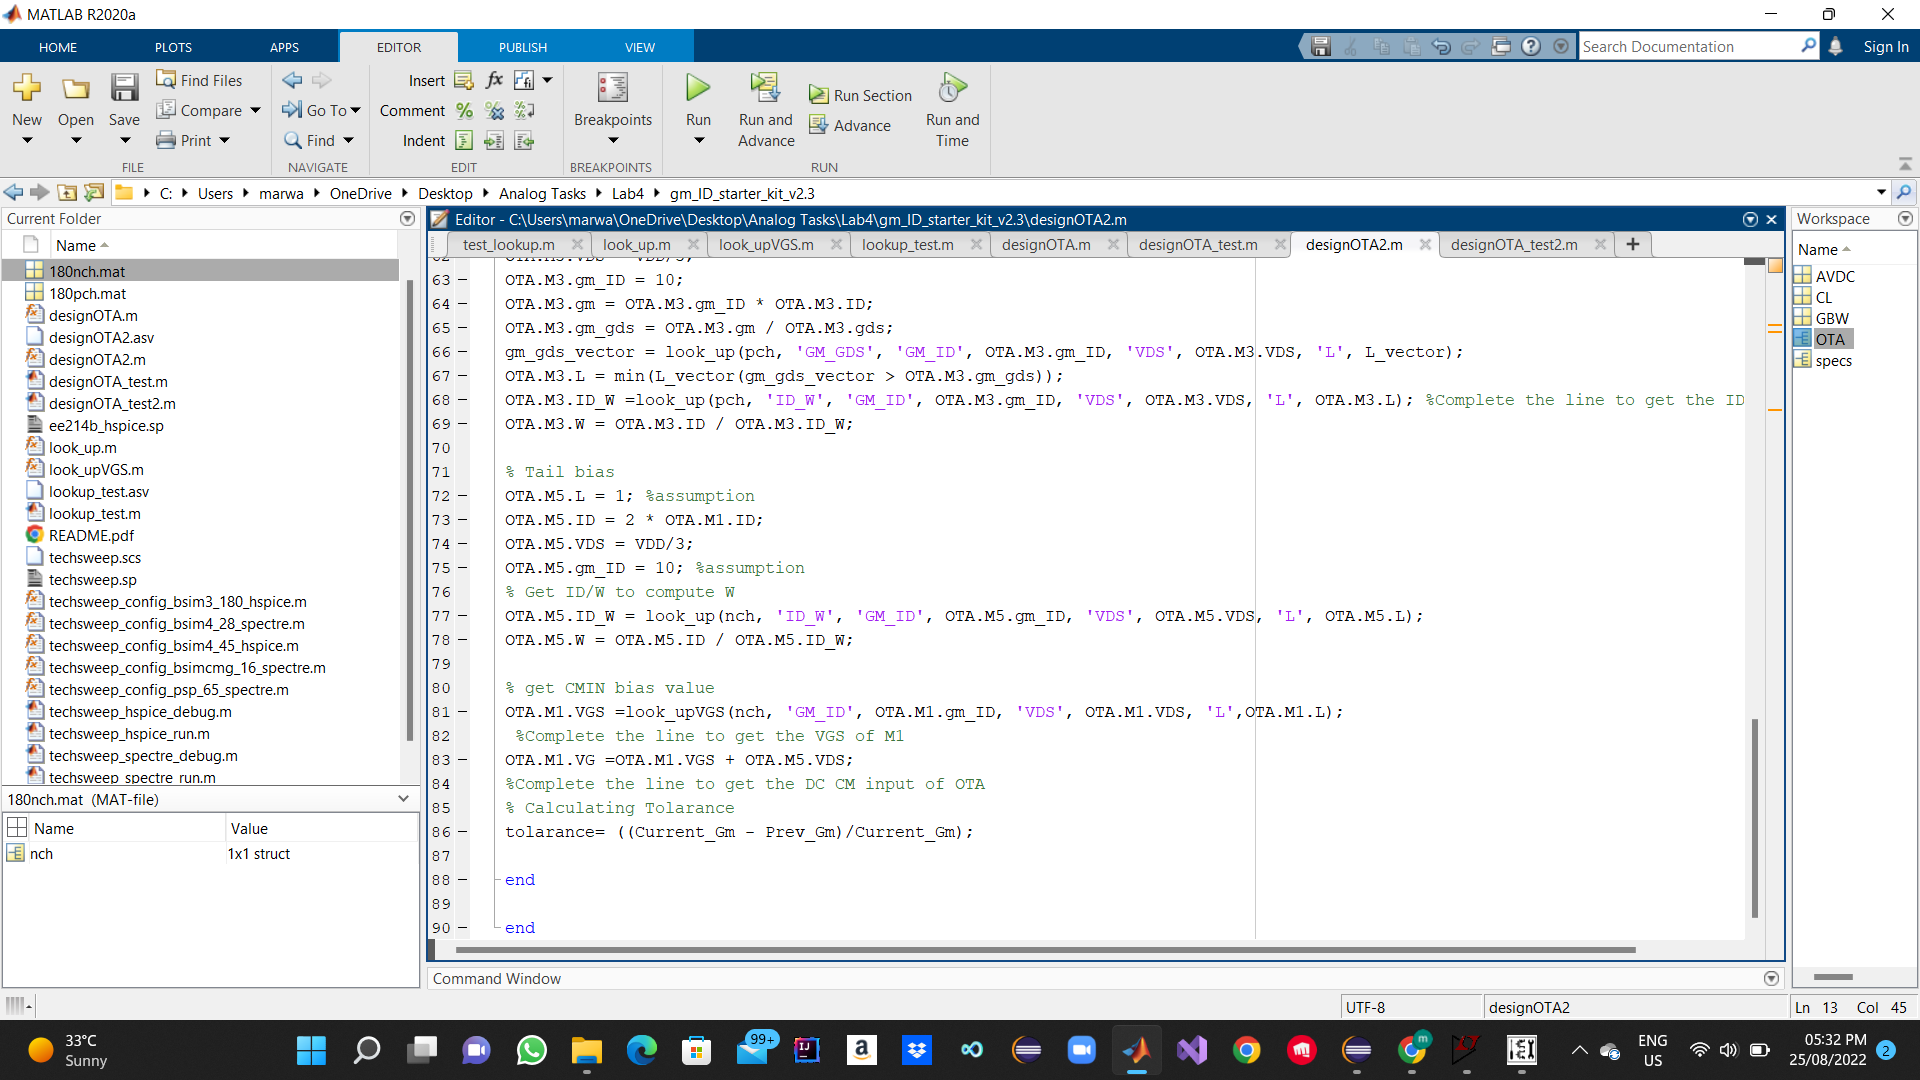 MATLAB R2020a
HOME PLOTS APPS EDITOR PUBLISH VIEW
Search Documentation
Sign In
New Open Save
Find Files
Compare
Print
FILE
Go To
Find
NAVIGATE
Insert
Comment
Indent
EDIT
Breakpoints
BREAKPOINTS
Run
Run and Advance
Run Section
Advance
Run and Time
RUN
C: Users marwa OneDrive Desktop Analog Tasks Lab4 gm_ID_starter_kit_v2.3
Current Folder
Name
180nch.mat
180pch.mat
designOTA.m
designOTA2.asv
designOTA2.m
designOTA_test.m
designOTA_test2.m
ee214b_hspice.sp
look_up.m
look_upVGS.m
lookup_test.asv
lookup_test.m
README.pdf
techsweep.scs
techsweep.sp
techsweep_config_bsim3_180_hspice.m
techsweep_config_bsim4_28_spectre.m
techsweep_config_bsim4_45_hspice.m
techsweep_config_bsimcmg_16_spectre.m
techsweep_config_psp_65_spectre.m
techsweep_hspice_debug.m
techsweep_hspice_run.m
techsweep_spectre_debug.m
techsweep_spectre_run.m
180nch.mat (MAT-file)
Name Value
nch 1x1 struct
Editor - C:\Users\marwa\OneDrive\Desktop\Analog Tasks\Lab4\gm_ID_starter_kit_v2.3\designOTA2.m
test_lookup.m look_up.m look_upVGS.m lookup_test.m designOTA.m designOTA_test.m designOTA2.m designOTA_test2.m
62 OTA.M3.VDS = VDD/3;
63 OTA.M3.gm_ID = 10;
64 OTA.M3.gm = OTA.M3.gm_ID * OTA.M3.ID;
65 OTA.M3.gm_gds = OTA.M3.gm / OTA.M3.gds;
66 gm_gds_vector = look_up(pch, 'GM_GDS', 'GM_ID', OTA.M3.gm_ID, 'VDS', OTA.M3.VDS, 'L', L_vector);
67 OTA.M3.L = min(L_vector(gm_gds_vector > OTA.M3.gm_gds));
68 OTA.M3.ID_W =look_up(pch, 'ID_W', 'GM_ID', OTA.M3.gm_ID, 'VDS', OTA.M3.VDS, 'L', OTA.M3.L); %Complete the line to get the ID
69 OTA.M3.W = OTA.M3.ID / OTA.M3.ID_W;
70
71 % Tail bias
72 OTA.M5.L = 1; %assumption
73 OTA.M5.ID = 2 * OTA.M1.ID;
74 OTA.M5.VDS = VDD/3;
75 OTA.M5.gm_ID = 10; %assumption
76 % Get ID/W to compute W
77 OTA.M5.ID_W = look_up(nch, 'ID_W', 'GM_ID', OTA.M5.gm_ID, 'VDS', OTA.M5.VDS, 'L', OTA.M5.L);
78 OTA.M5.W = OTA.M5.ID / OTA.M5.ID_W;
79
80 % get CMIN bias value
81 OTA.M1.VGS =look_upVGS(nch, 'GM_ID', OTA.M1.gm_ID, 'VDS', OTA.M1.VDS, 'L',OTA.M1.L);
82 %Complete the line to get the VGS of M1
83 OTA.M1.VG =OTA.M1.VGS + OTA.M5.VDS;
84 %Complete the line to get the DC CM input of OTA
85 % Calculating Tolarance
86 tolarance= ((Current_Gm - Prev_Gm)/Current_Gm);
87
88 end
89
90 end
Command Window
Workspace
Name
AVDC
CL
GBW
OTA
specs
UTF-8 designOTA2 Ln 13 Col 45
33°C
Sunny
99+
ENG
US
05:32 PM
25/08/2022
2